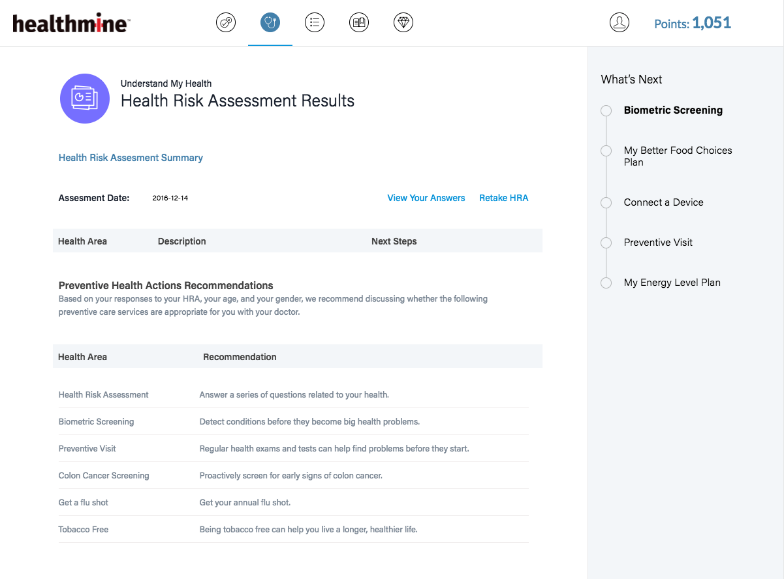 healthmine™
Points: 1,051
Understand My Health
Health Risk Assessment Results
Health Risk Assesment Summary
Assesment Date: 2016-12-14 View Your Answers Retake HRA
Health Area Description Next Steps
Preventive Health Actions Recommendations
Based on your responses to your HRA, your age, and your gender, we recommend discussing whether the following
preventive care services are appropriate for you with your doctor.
Health Area Recommendation
Health Risk Assessment Answer a series of questions related to your health.
Biometric Screening Detect conditions before they become big health problems.
Preventive Visit Regular health exams and tests can help find problems before they start.
Colon Cancer Screening Proactively screen for early signs of colon cancer.
Get a flu shot Get your annual flu shot.
Tobacco Free Being tobacco free can help you live a longer, healthier life.
What's Next
Biometric Screening
My Better Food Choices
Plan
Connect a Device
Preventive Visit
My Energy Level Plan